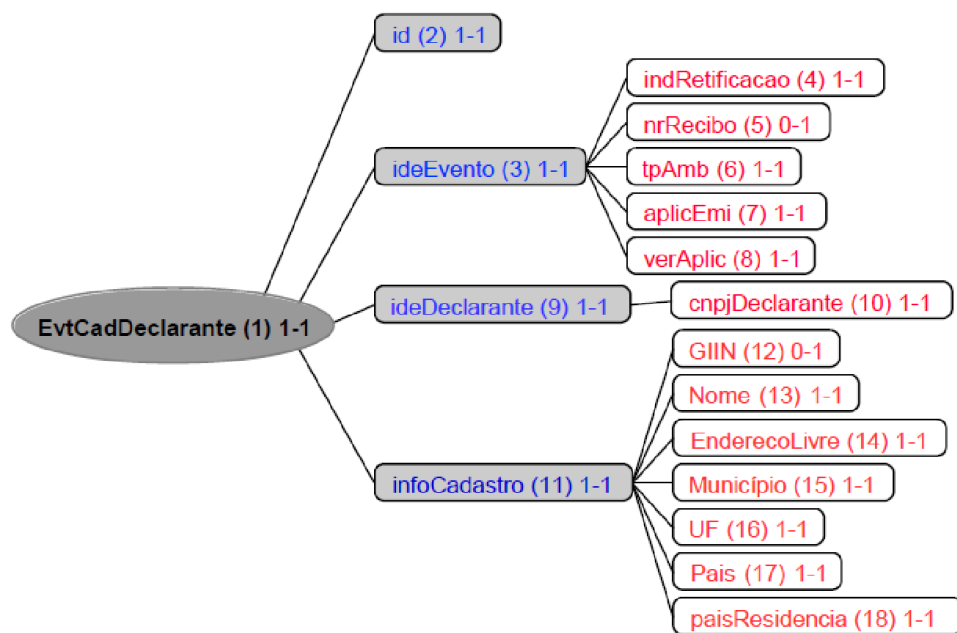 id (2) 1-1
indRetificacao (4) 1-1
nrRecibo (5) 0-1
ideEvento (3) 1-1
tpAmb (6) 1-1
aplicEmi (7) 1-1
verAplic (8) 1-1
EvtCadDeclarante (1) 1-1
ideDeclarante (9) 1-1
cnpjDeclarante (10) 1-1
GIIN (12) 0-1
Nome (13) 1-1
EnderecoLivre (14) 1-1
infoCadastro (11) 1-1
Município (15) 1-1
UF (16) 1-1
Pais (17) 1-1
paisResidencia (18) 1-1